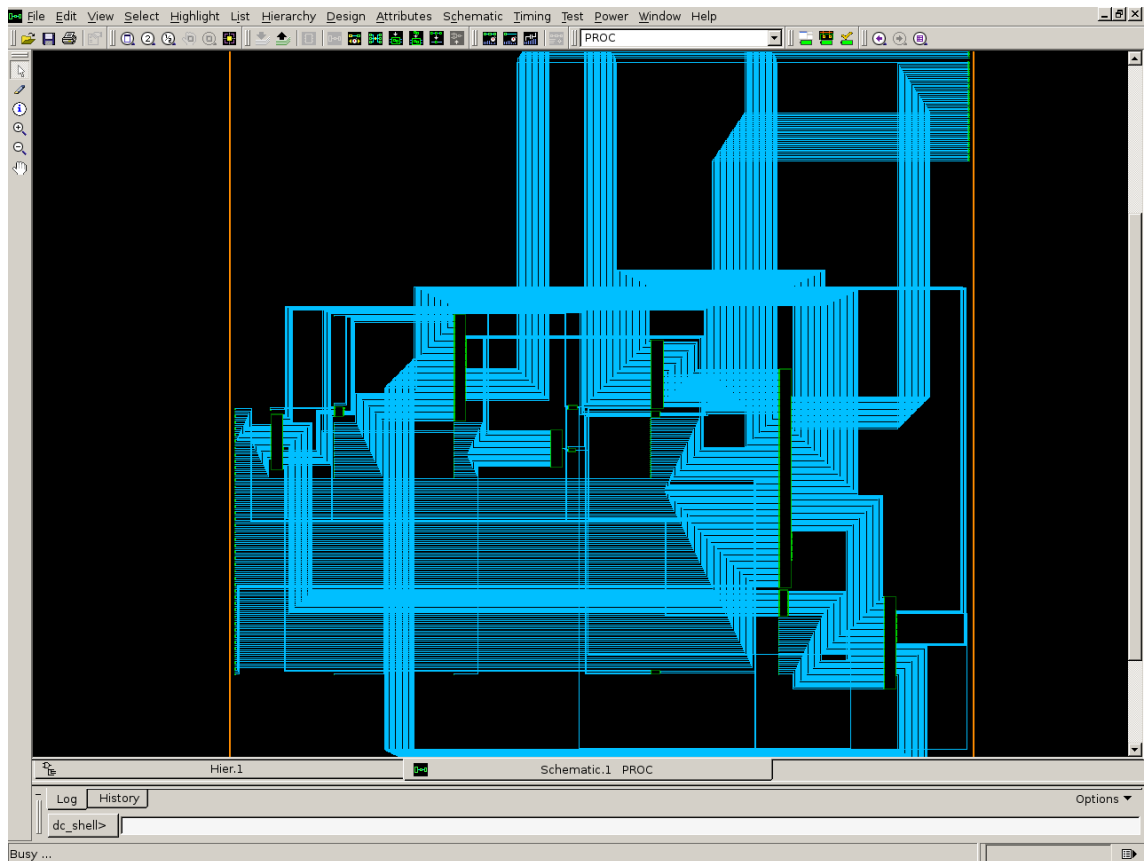 File Edit View Select Highlight List Hierarchy Design Attributes Schematic Timing Test Power Window Help
PROC
Hier.1 Schematic.1 PROC
Log History Options
dc_shell>
Busy ...